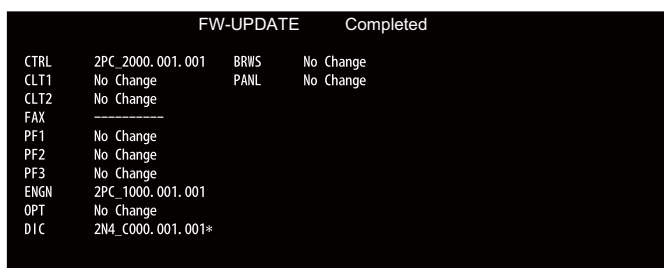 FW-UPDATE Completed
CTRL 2PC_2000.001.001 BRWS No Change
CLT1 No Change PANL No Change
CLT2 No Change
FAX ----------
PF1 No Change
PF2 No Change
PF3 No Change
ENGN 2PC_1000.001.001
OPT No Change
DIC 2N4_C000.001.001*